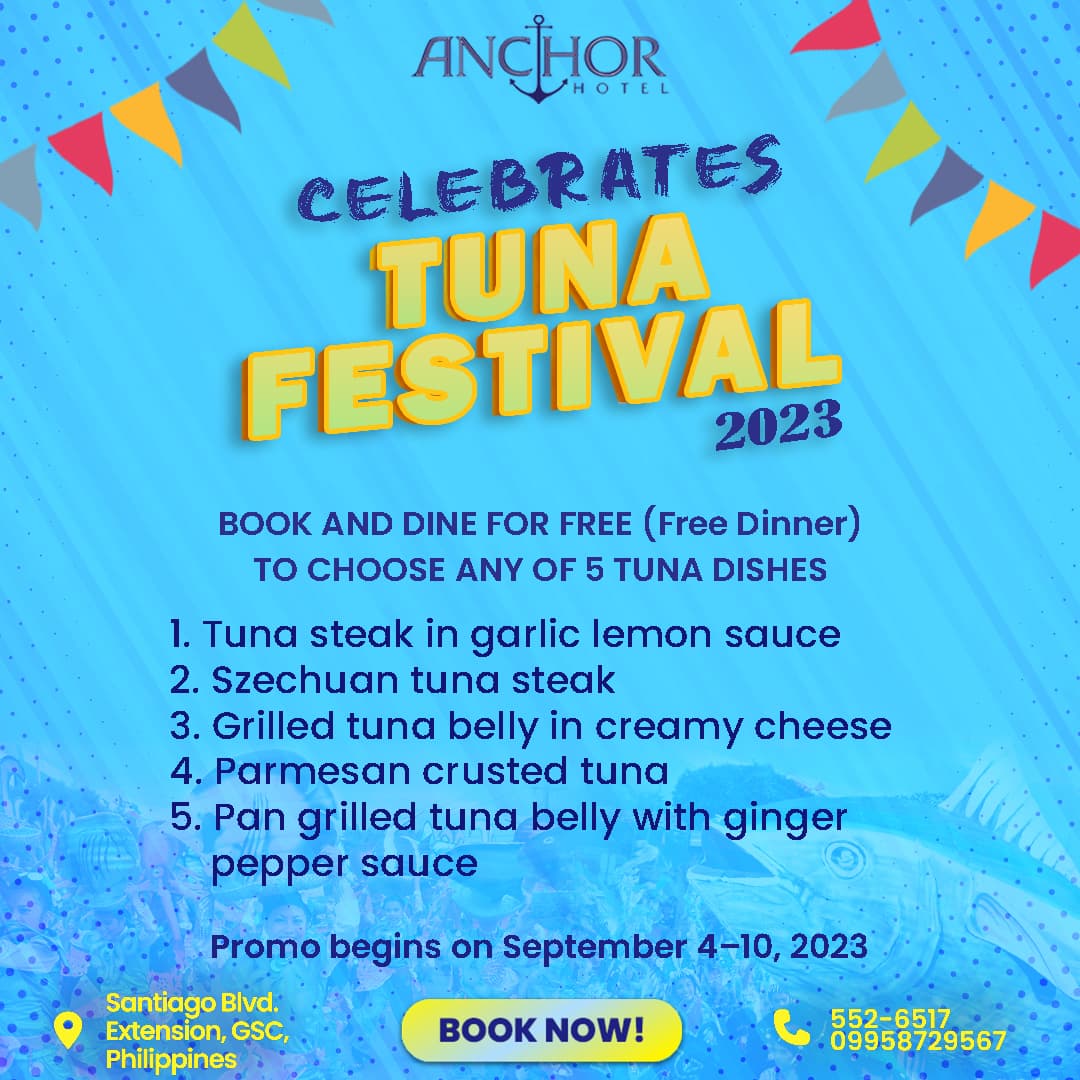 ANCHOR
HOTEL
CELEBRATES
TUNA
FESTIVAL
2023
BOOK AND DINE FOR FREE (Free Dinner)
TO CHOOSE ANY OF 5 TUNA DISHES
1. Tuna steak in garlic lemon sauce
2. Szechuan tuna steak
3. Grilled tuna belly in creamy cheese
4. Parmesan crusted tuna
5. Pan grilled tuna belly with ginger
pepper sauce
Promo begins on September 4–10, 2023
Santiago Blvd.
Extension, GSC,
Philippines
BOOK NOW!
552-6517
09958729567